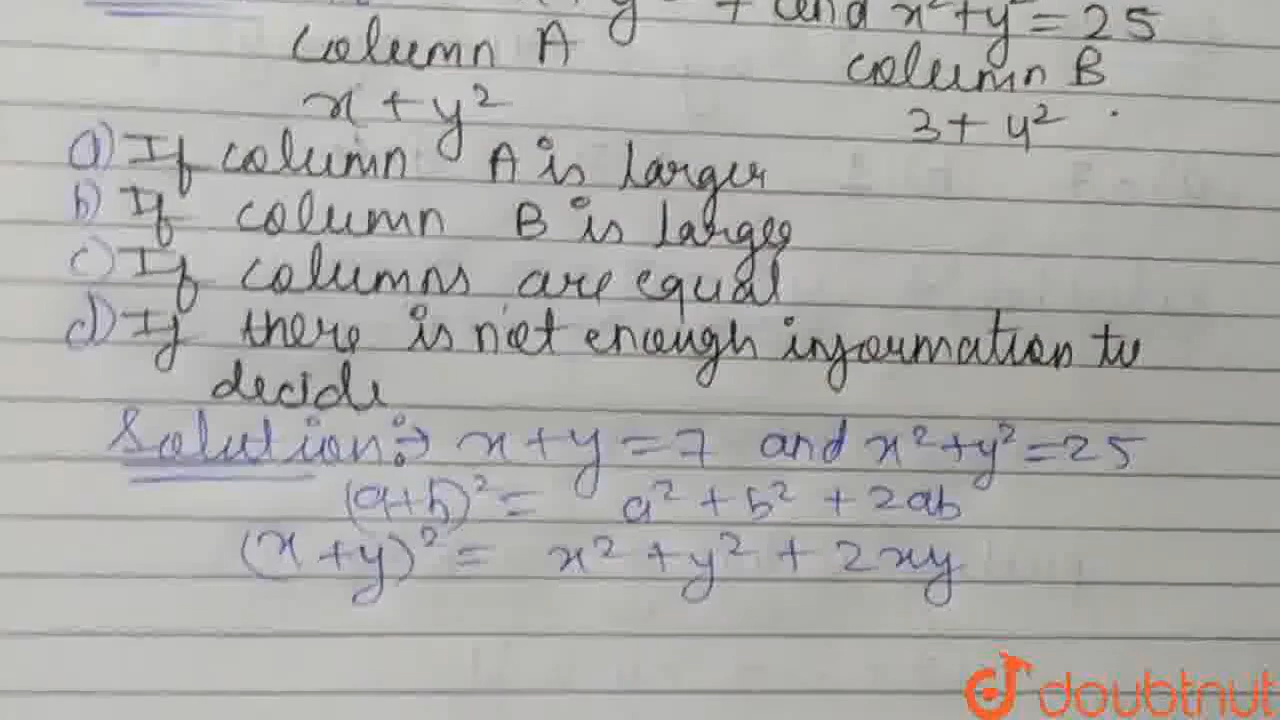 y = 7 and x²+y² = 25
Column A
column B
x + y²
3 + y²
a) If column A is larger
b) If column B is larger
c) If columns are equal
d) If there is not enough information to
decide
Solution:→ x+y=7 and x²+y²=25
(a+b)² = a² + b² + 2ab
(x+y)² = x² + y² + 2xy
doubtnut